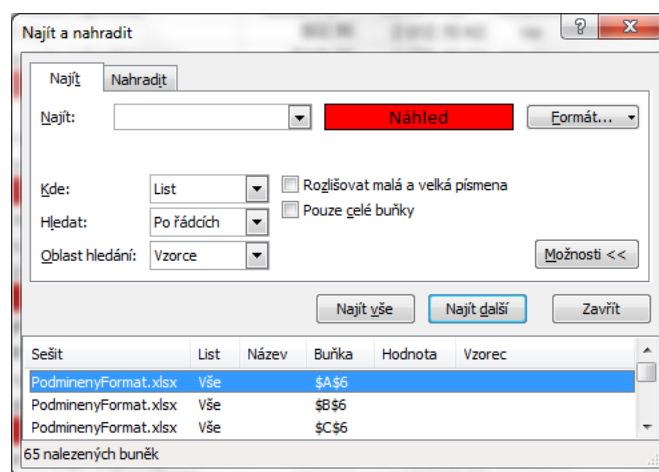 Najít a nahradit
Najít Nahradit
Najít: Náhled Formát...
Kde: List Rozlišovat malá a velká písmena
Hledat: Po řádcích Pouze celé buňky
Oblast hledání: Vzorce Možnosti <<
Najít vše Najít další Zavřít
Sešit List Název Buňka Hodnota Vzorec
PodminenyFormat.xlsx Vše $A$6
PodminenyFormat.xlsx Vše $B$6
PodminenyFormat.xlsx Vše $C$6
65 nalezených buněk